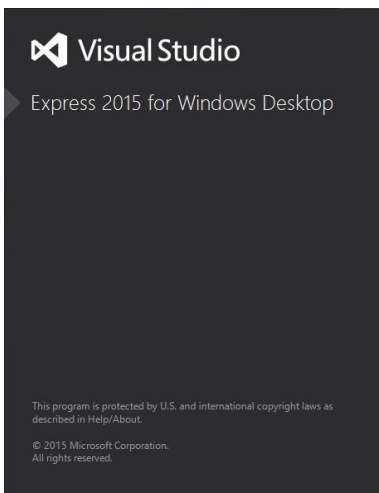 Visual Studio
Express 2015 for Windows Desktop
This program is protected by U.S. and international copyright laws as
described in Help/About.
© 2015 Microsoft Corporation.
All rights reserved.